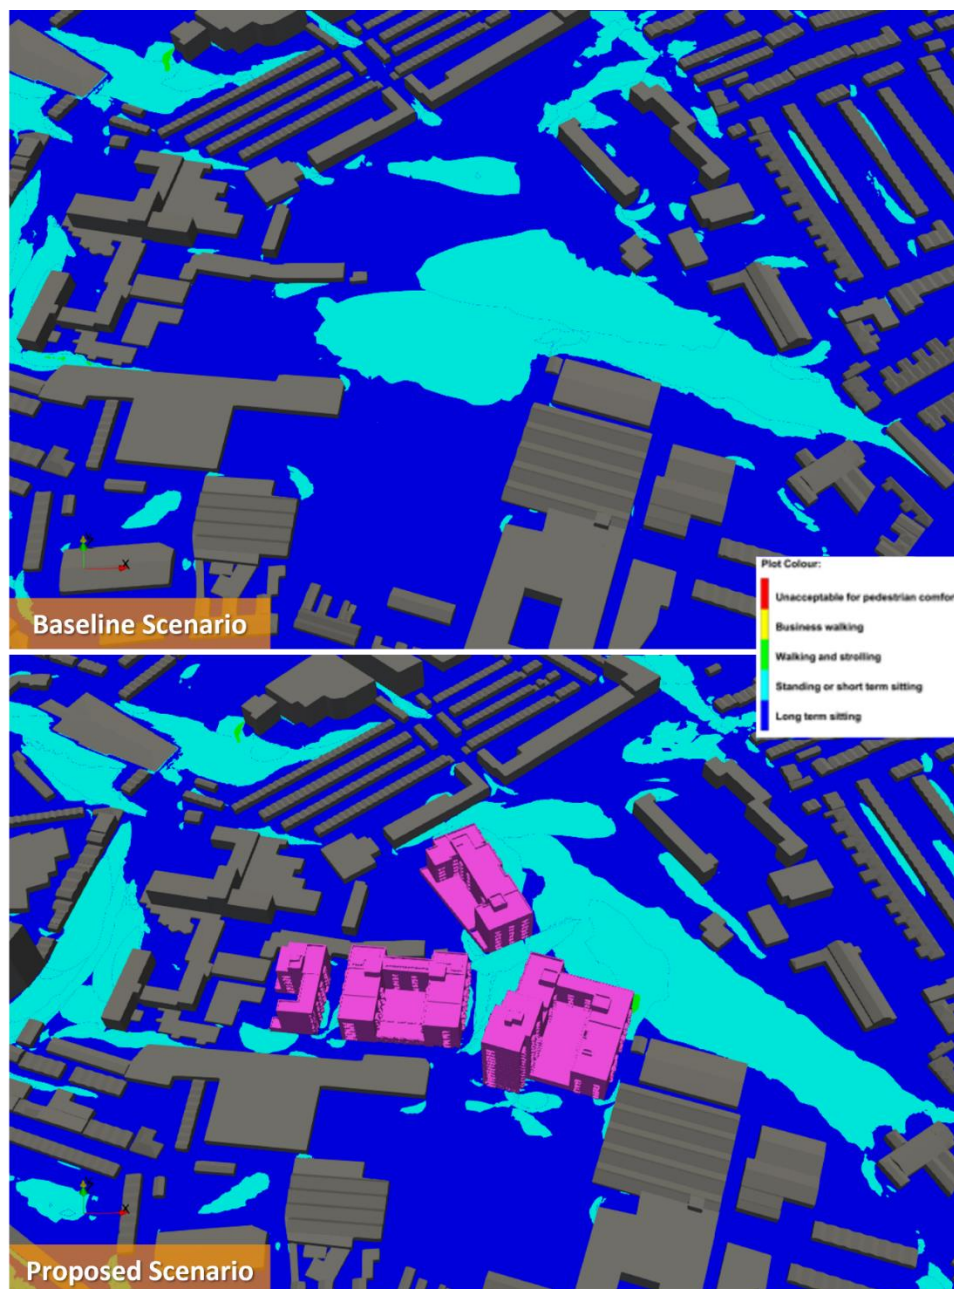 Baseline Scenario
Plot Colour:
Unacceptable for pedestrian comfor
Business walking
Walking and strolling
Standing or short term sitting
Long term sitting
X
X
Proposed Scenario